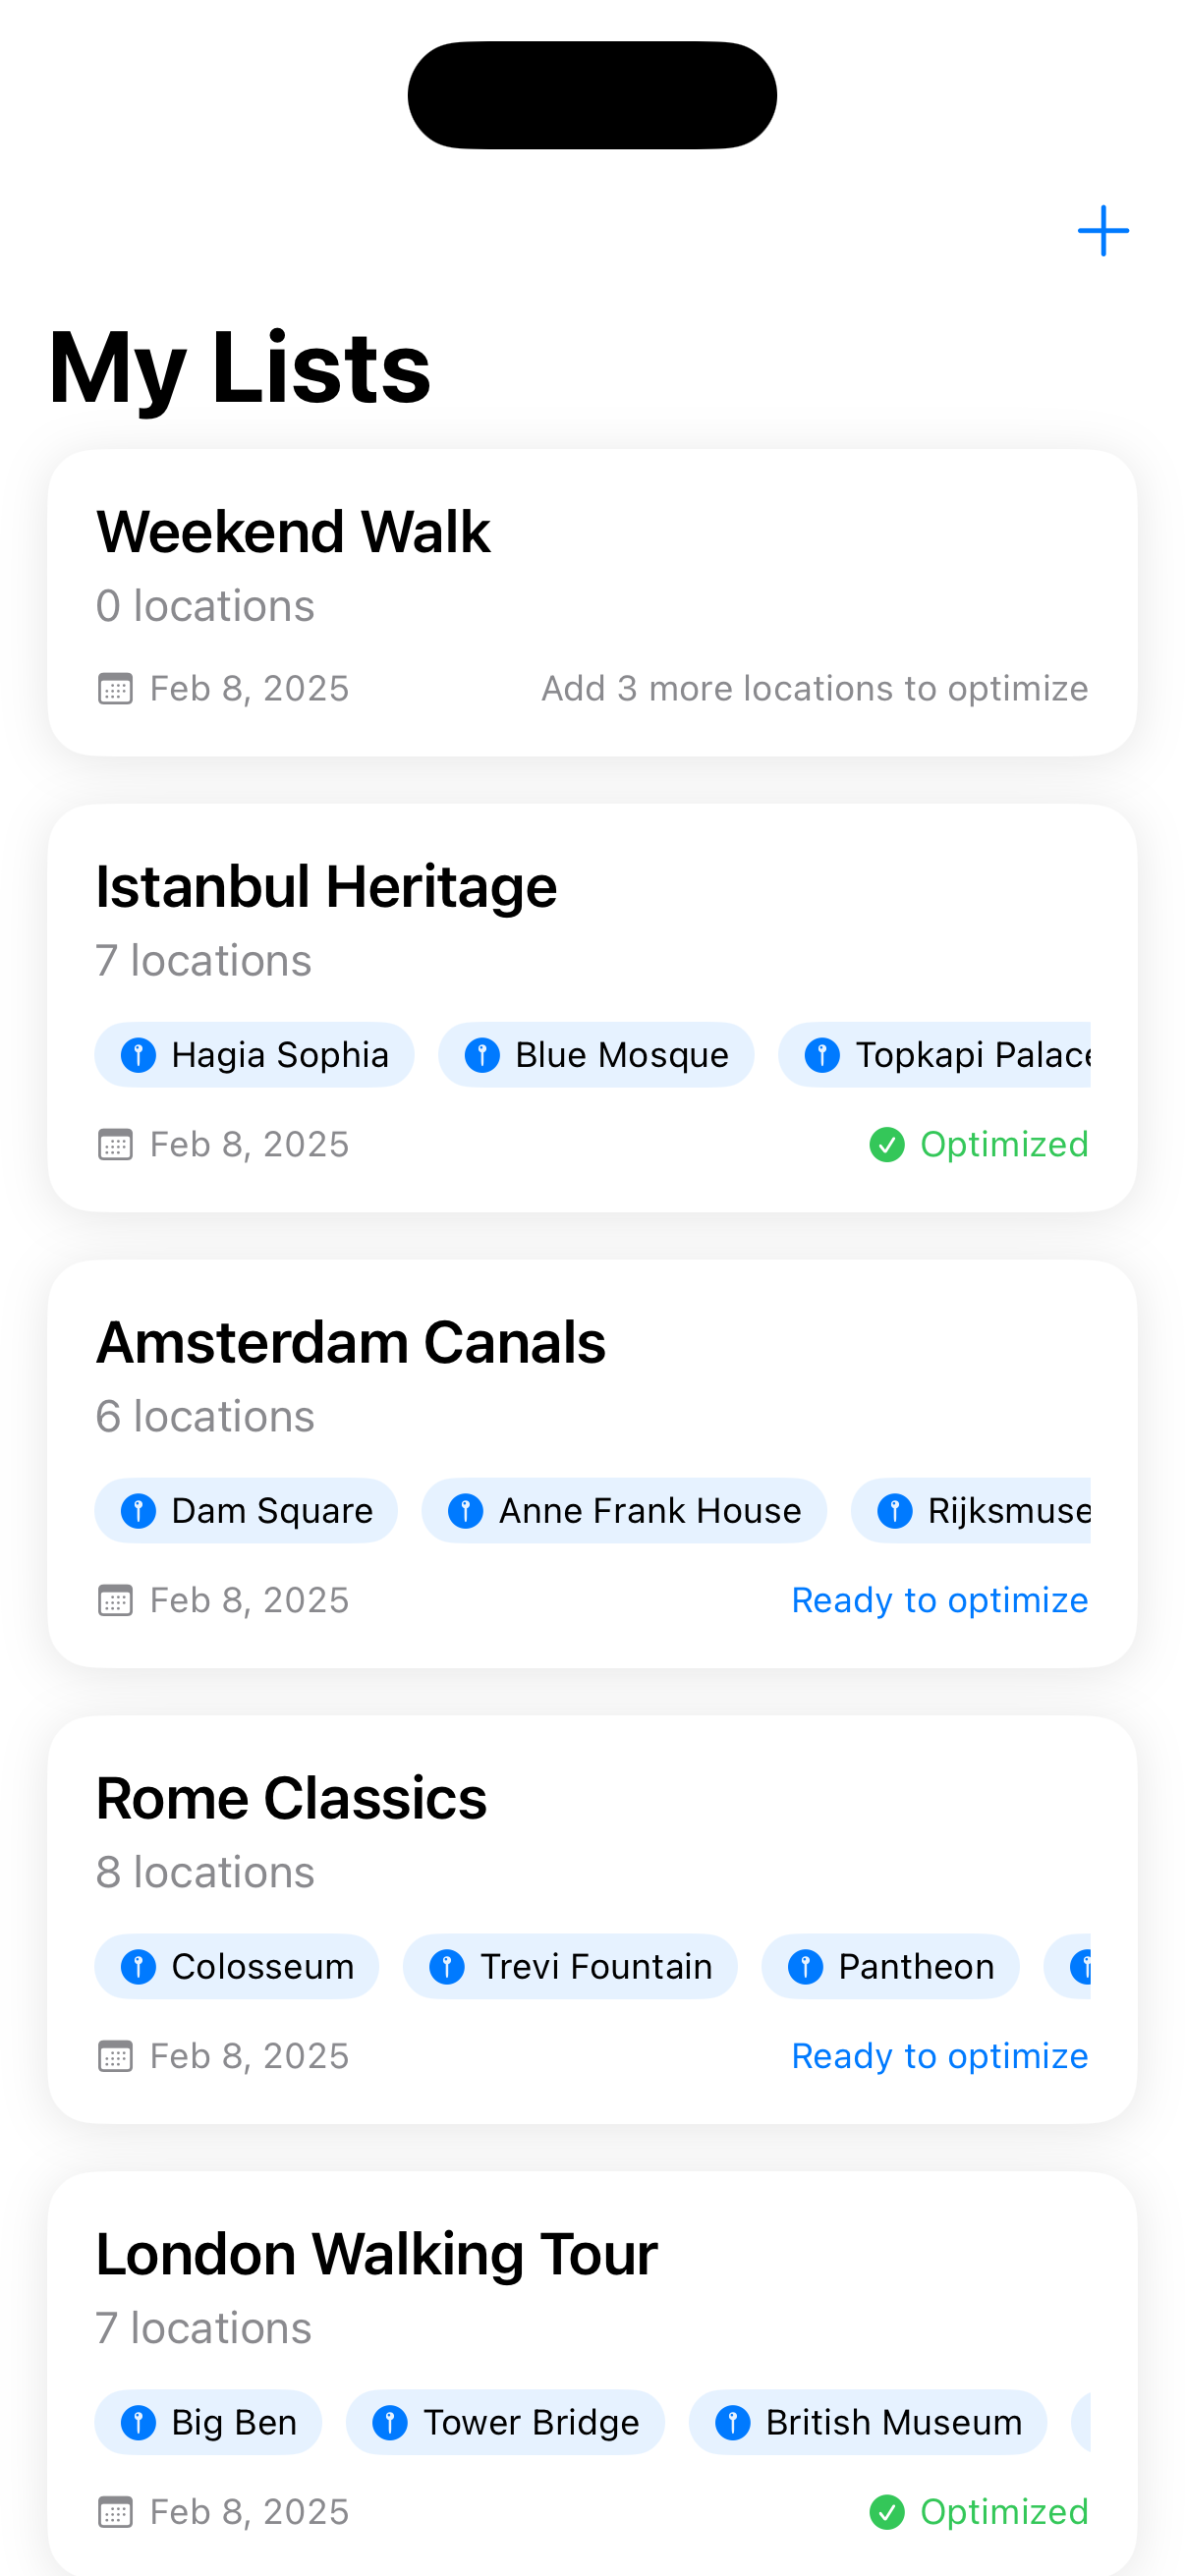 My Lists
Weekend Walk
0 locations
Feb 8, 2025 Add 3 more locations to optimize
Istanbul Heritage
7 locations
Hagia Sophia Blue Mosque Topkapi Palace
Feb 8, 2025 Optimized
Amsterdam Canals
6 locations
Dam Square Anne Frank House Rijksmuse
Feb 8, 2025 Ready to optimize
Rome Classics
8 locations
Colosseum Trevi Fountain Pantheon
Feb 8, 2025 Ready to optimize
London Walking Tour
7 locations
Big Ben Tower Bridge British Museum
Feb 8, 2025 Optimized